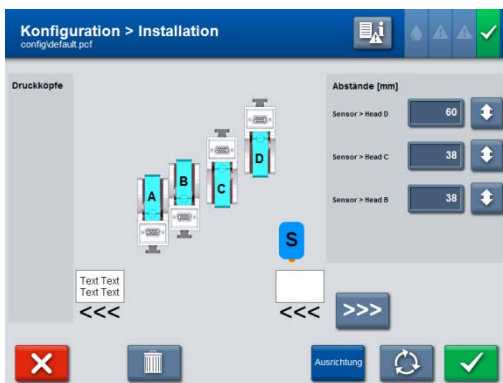 Konfiguration > Installation
config\default.pcf
Druckköpfe
Abstände [mm]
Sensor > Head D
60
Sensor > Head C
38
Sensor > Head B
38
A
B
C
D
S
Text Text
Text Text
<<<
<<<
>>>
Ausrichtung